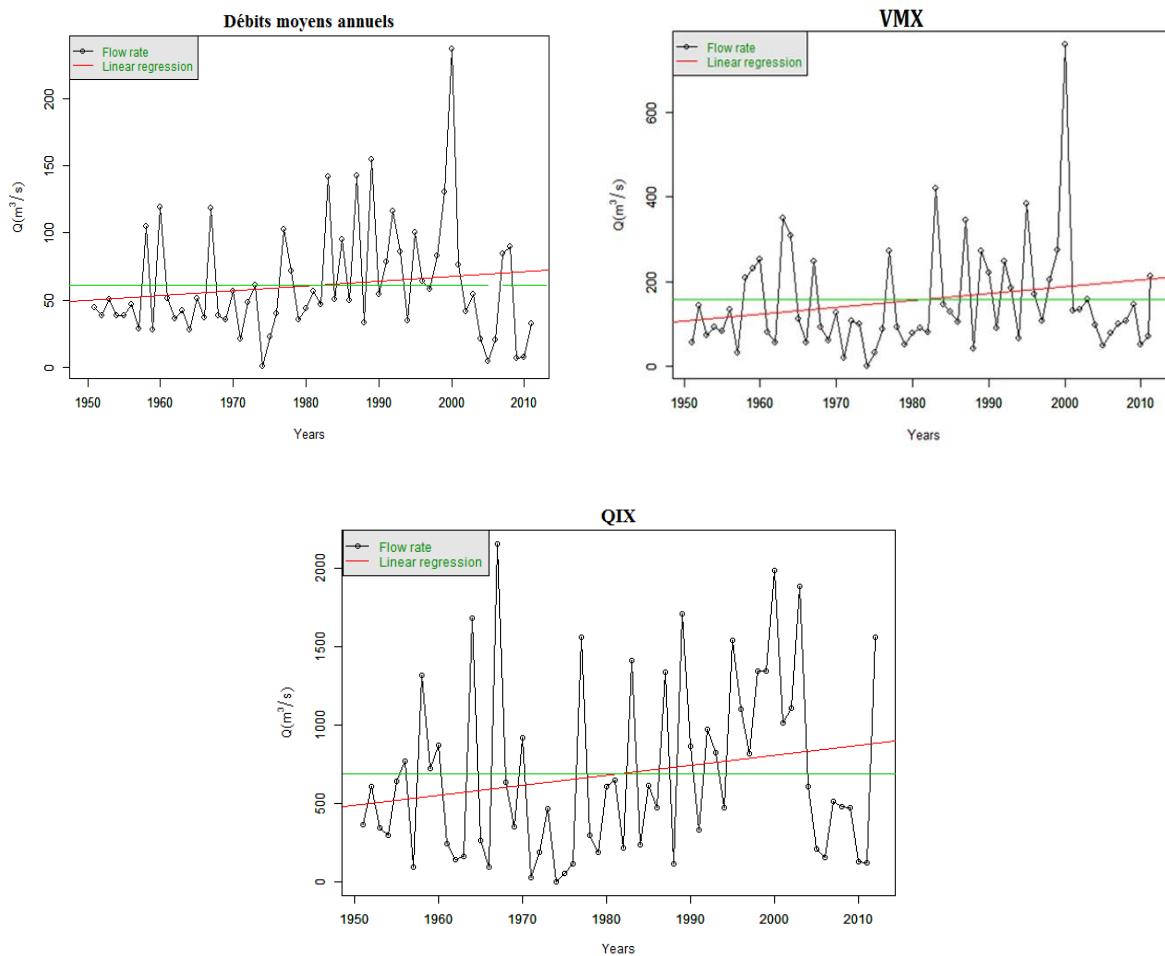 Débits moyens annuels
Flow rate
Linear regression
Q(m³/s)
200
150
100
50
0
1950 1960 1970 1980 1990 2000 2010
Years
VMX
Flow rate
Linear regression
Q(m³/s)
600
400
200
0
1950 1960 1970 1980 1990 2000 2010
Years
QIX
Flow rate
Linear regression
Q(m³/s)
2000
1500
1000
500
0
1950 1960 1970 1980 1990 2000 2010
Years